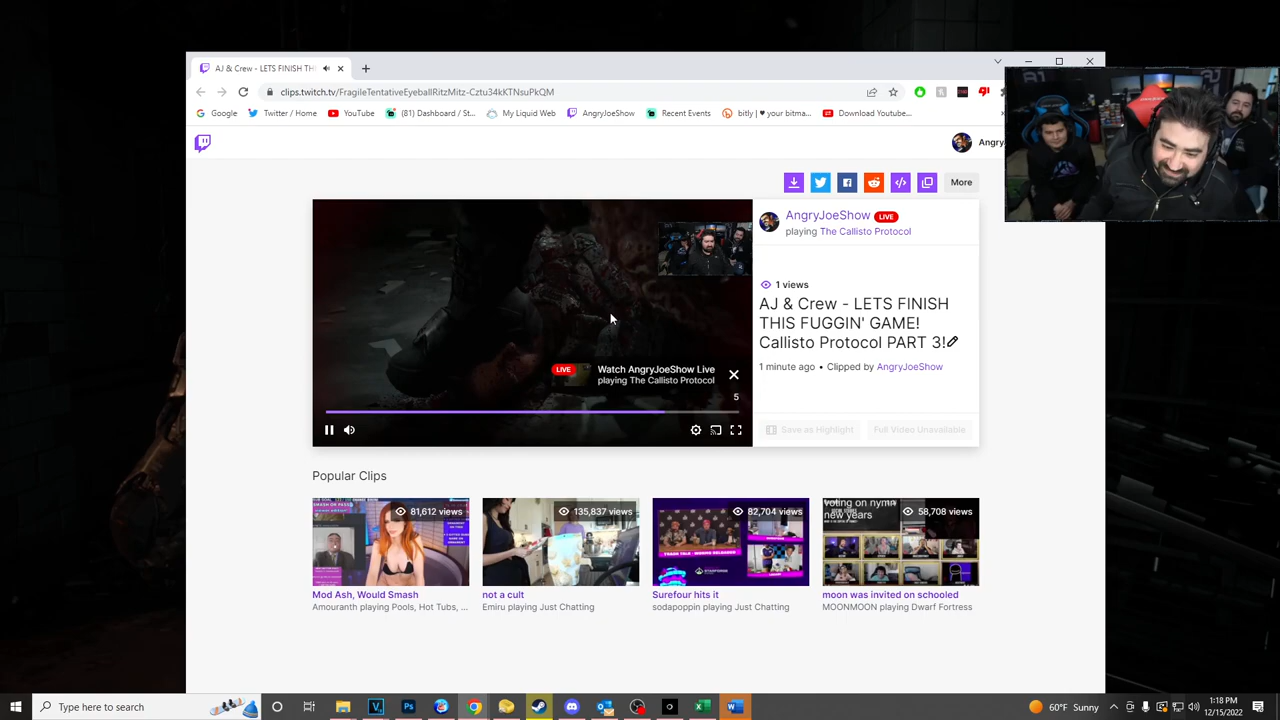 AJ & Crew - LETS FINISH TH
clips.twitch.tv/FragileTentativeEyeballRitzMitz-Cztu34kKTNsuPkQM
Google
Twitter / Home
YouTube
(81) Dashboard / St...
My Liquid Web
AngryJoeShow
Recent Events
bitly | ♥ your bitma...
Download Youtube...
Angry
More
AngryJoeShow LIVE
playing The Callisto Protocol
1 views
AJ & Crew - LETS FINISH
THIS FUGGIN' GAME!
Callisto Protocol PART 3!
1 minute ago • Clipped by AngryJoeShow
LIVE
Watch AngryJoeShow Live
playing The Callisto Protocol
5
Save as Highlight
Full Video Unavailable
Popular Clips
81,612 views
135,837 views
82,704 views
voting on nyma
new years
58,708 views
Mod Ash, Would Smash
Amouranth playing Pools, Hot Tubs, ...
not a cult
Emiru playing Just Chatting
Surefour hits it
sodapoppin playing Just Chatting
moon was invited on schooled
MOONMOON playing Dwarf Fortress
Type here to search
60°F Sunny
1:18 PM
12/15/2022